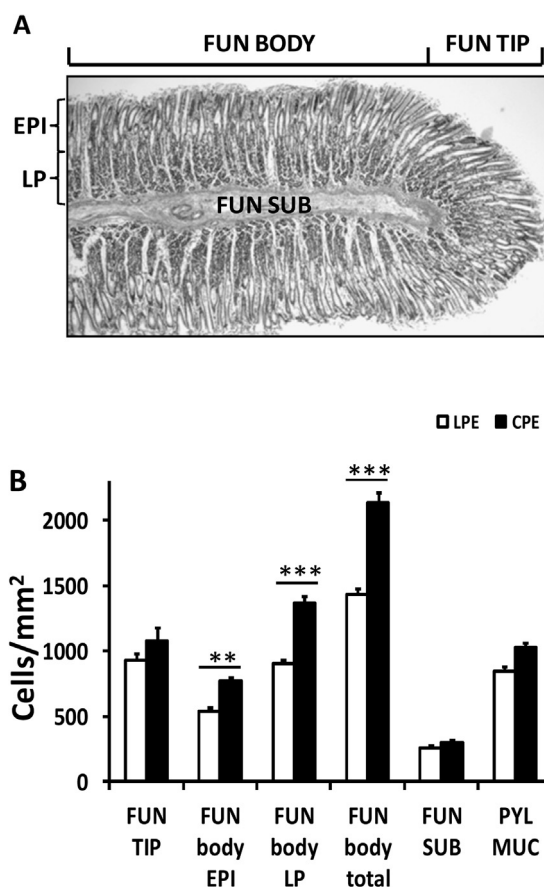 A
FUN BODY FUN TIP
EPI
LP
FUN SUB
LPE CPE
B
Cells/mm²
2000
1500
1000
500
0
***
***
**
FUN TIP
FUN body EPI
FUN body LP
FUN body total
FUN SUB
PYL MUC